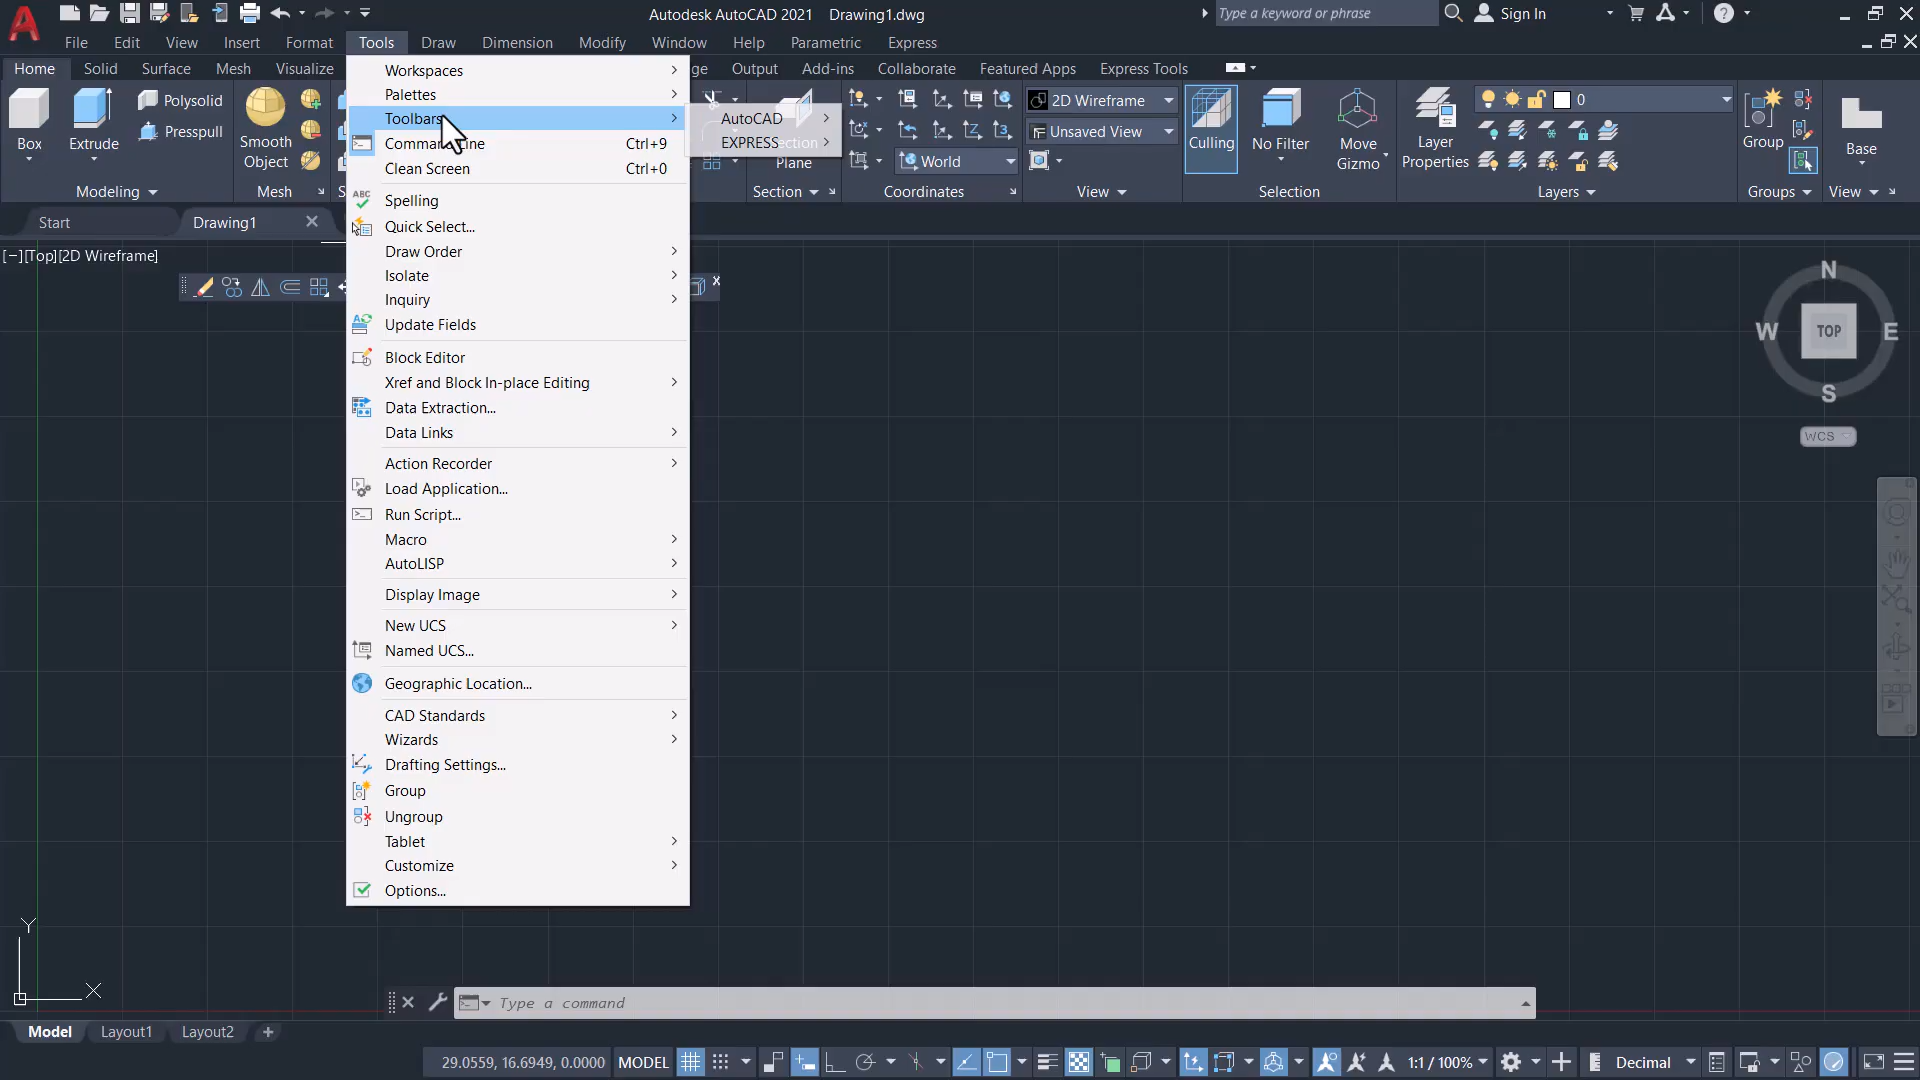 Autodesk AutoCAD 2021 Drawing1.dwg
Type a keyword or phrase
Sign In
File Edit View Insert Format Tools Draw Dimension Modify Window Help Parametric Express
Home Solid Surface Mesh Visualize Output Add-ins Collaborate Featured Apps Express Tools
Box
Extrude
Polysolid
Presspull
Smooth
Object
Modeling
Mesh
Plane
Section
2D Wireframe
Unsaved View
World
Coordinates
View
Culling
No Filter
Move
Gizmo
Selection
Layer
Properties
0
Layers
Group
Groups
Base
View
Start
Drawing1
[−][Top][2D Wireframe]
Workspaces
Palettes
Toolbars
Ctrl+9
Clean Screen Ctrl+0
ABC
Spelling
Quick Select...
Draw Order
Isolate
Inquiry
Update Fields
Block Editor
Xref and Block In-place Editing
Data Extraction...
Data Links
Action Recorder
Load Application...
Run Script...
Macro
AutoLISP
Display Image
New UCS
Named UCS...
Geographic Location...
CAD Standards
Wizards
Drafting Settings...
Group
Ungroup
Tablet
Customize
Options...
AutoCAD
EXPRESS
N
W
TOP
E
S
WCS
Y
X
Type a command
Model Layout1 Layout2
29.0559, 16.6949, 0.0000 MODEL
1:1 / 100%
Decimal